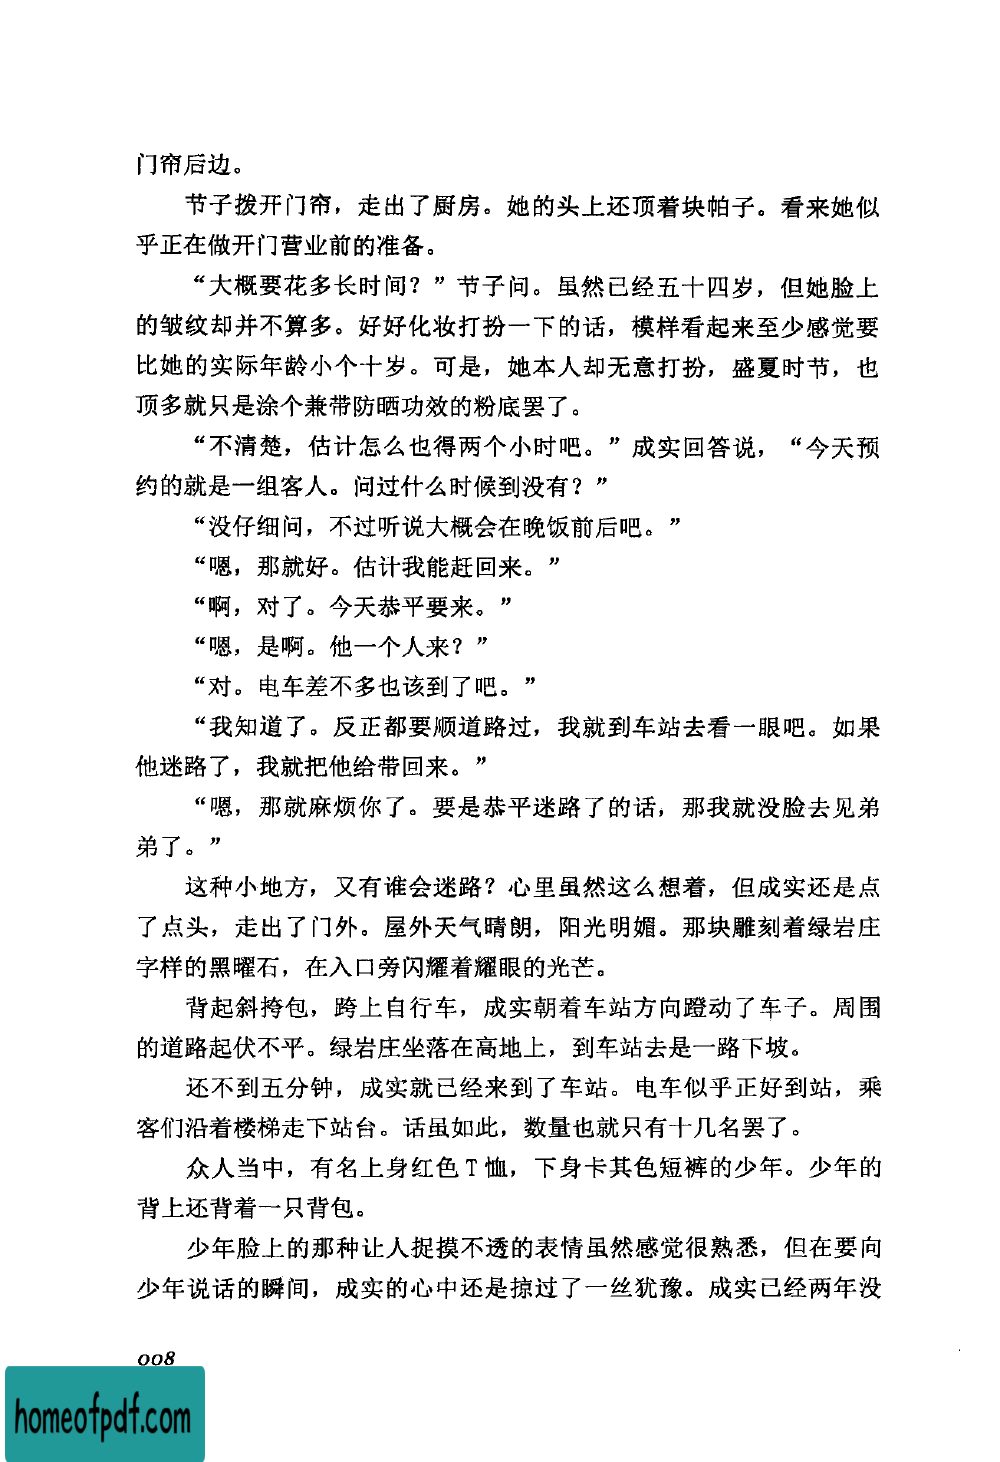 门帘后边。
节子拨开门帘，走出了厨房。她的头上还顶着块帕子。看来她似
乎正在做开门营业前的准备。
“大概要花多长时间？”节子问。虽然已经五十四岁，但她脸上
的皱纹却并不算多。好好化妆打扮一下的话，模样看起来至少感觉要
比她的实际年龄小个十岁。可是，她本人却无意打扮，盛夏时节，也
顶多就只是涂个兼带防晒功效的粉底罢了。
“不清楚，估计怎么也得两个小时吧。”成实回答说，“今天预
约的就是一组客人。问过什么时候到没有？”
“没仔细问，不过听说大概会在晚饭前后吧。”
“嗯，那就好。估计我能赶回来。”
“啊，对了。今天恭平要来。”
“嗯，是啊。他一个人来？”
“对。电车差不多也该到了吧。”
“我知道了。反正都要顺道路过，我就到车站去看一眼吧。如果
他迷路了，我就把他给带回来。”
“嗯，那就麻烦你了。要是恭平迷路了的话，那我就没脸去见弟
弟了。”
这种小地方，又有谁会迷路？心里虽然这么想着，但成实还是点
了点头，走出了门外。屋外天气晴朗，阳光明媚。那块雕刻着绿岩庄
字样的黑曜石，在入口旁闪耀着耀眼的光芒。
背起斜挎包，跨上自行车，成实朝着车站方向蹬动了车子。周围
的道路起伏不平。绿岩庄坐落在高地上，到车站去是一路下坡。
还不到五分钟，成实就已经来到了车站。电车似乎正好到站，乘
客们沿着楼梯走下站台。话虽如此，数量也就只有十几名罢了。
众人当中，有名上身红色T恤，下身卡其色短裤的少年。少年的
背上还背着一只背包。
少年脸上的那种让人捉摸不透的表情虽然感觉很熟悉，但在要向
少年说话的瞬间，成实的心中还是掠过了一丝犹豫。成实已经两年没
008
homeofpdf.com